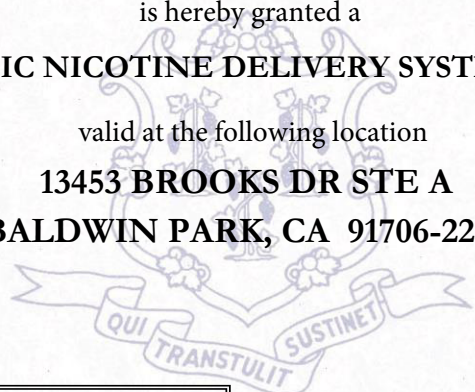 is hereby granted a
IC NICOTINE DELIVERY SYST
valid at the following location
13453 BROOKS DR STE A
BALDWIN PARK, CA 91706-22
QUI TRANSTULIT SUSTINET